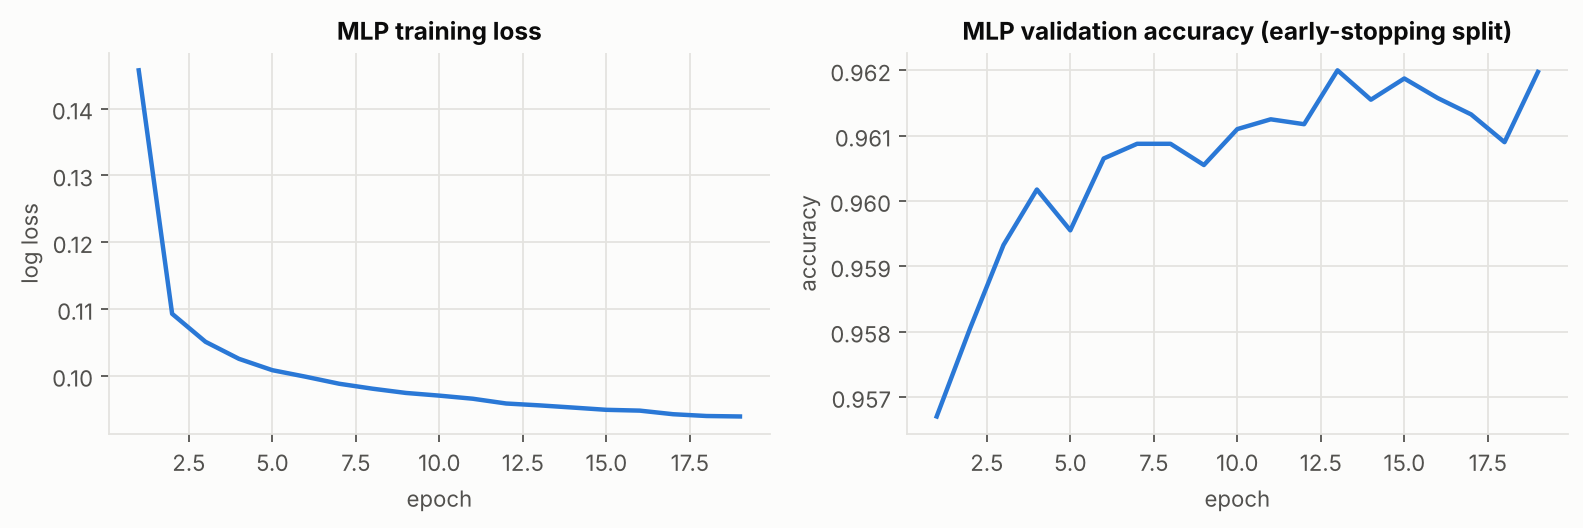 MLP training loss
log loss
0.14
0.13
0.12
0.11
0.10
2.5 5.0 7.5 10.0 12.5 15.0 17.5
epoch
MLP validation accuracy (early-stopping split)
accuracy
0.962
0.961
0.960
0.959
0.958
0.957
2.5 5.0 7.5 10.0 12.5 15.0 17.5
epoch